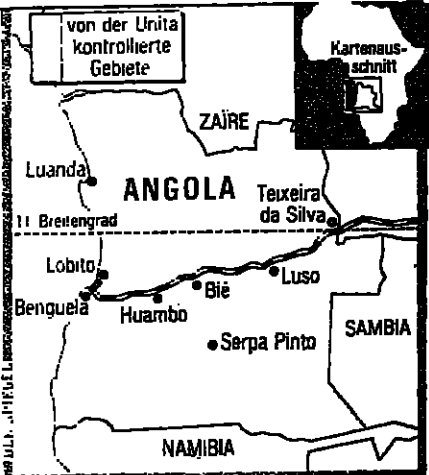 von der Unita
kontrollierte
Gebiete
Kartenaus-
schnitt
ZAÏRE
Luanda
ANGOLA
Teixeira
da Silva
11 Breitengrad
Lobito
Luso
Bié
Benguela
Huambo
Serpa Pinto
SAMBIA
NAMIBIA